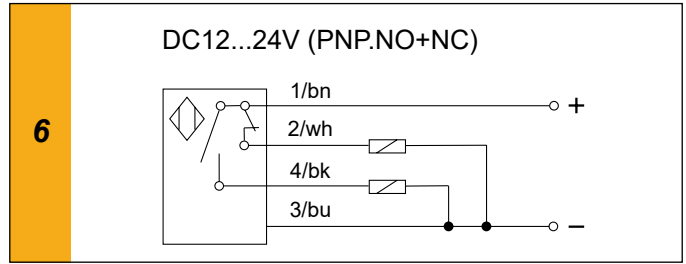 DC12...24V (PNP.NO+NC)
6
1/bn
+
2/wh
4/bk
3/bu
−